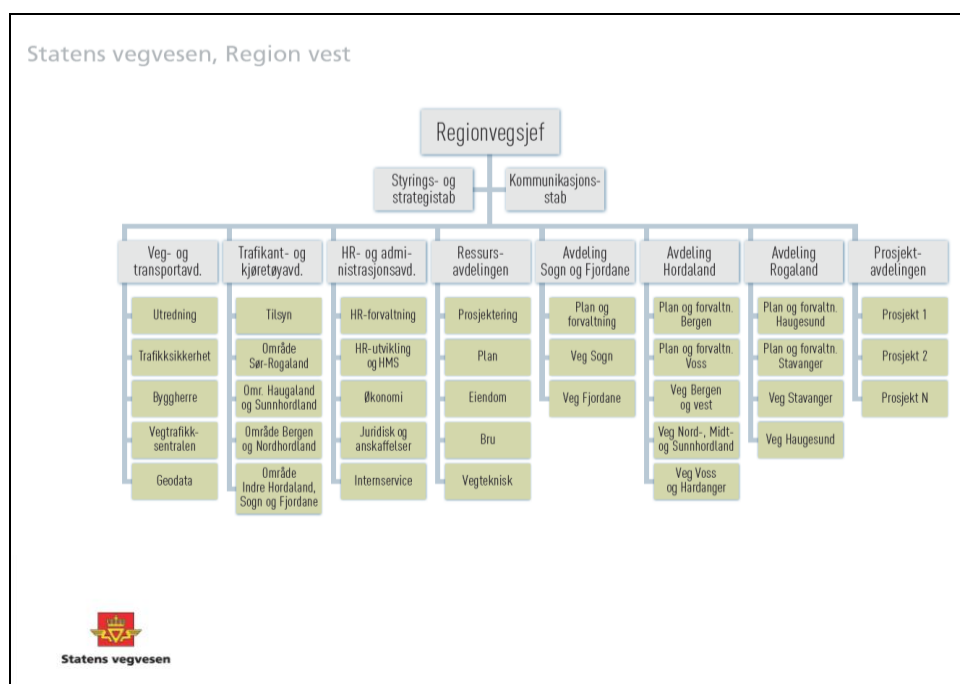 Statens vegvesen, Region vest
Regionvegsjef
Styrings- og
strategistab
Kommunikasjons-
stab
Veg- og
transportavd.
Utredning
Trafikksikkerhet
Byggherre
Vegtrafikk-
sentralen
Geodata
Trafikant- og
kjøretøyavd.
Tilsyn
Område
Sør-Rogaland
Omr. Haugaland
og Sunnhordland
Område Bergen
og Nordhordland
Område
Indre Hordaland,
Sogn og Fjordane
HR- og admi-
nistrasjonsavd.
HR-forvaltning
HR-utvikling
og HMS
Økonomi
Juridisk og
anskaffelser
Internservice
Ressurs-
avdelingen
Prosjektering
Plan
Eiendom
Bru
Vegteknisk
Avdeling
Sogn og Fjordane
Plan og
forvaltning
Veg Sogn
Veg Fjordane
Avdeling
Hordaland
Plan og forvaltn.
Bergen
Plan og forvaltn.
Voss
Veg Bergen
og vest
Veg Nord-, Midt-
og Sunnhordland
Veg Voss
og Hardanger
Avdeling
Rogaland
Plan og forvaltn.
Haugesund
Plan og forvaltn.
Stavanger
Veg Stavanger
Veg Haugesund
Prosjekt-
avdelingen
Prosjekt 1
Prosjekt 2
Prosjekt N
Statens vegvesen